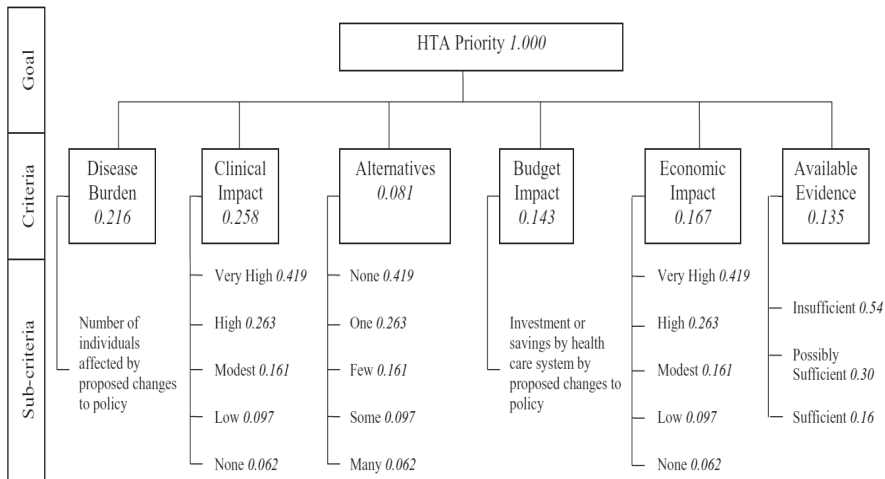 Goal
HTA Priority 1.000
Criteria
Disease
Burden
0.216
Clinical
Impact
0.258
Alternatives
0.081
Budget
Impact
0.143
Economic
Impact
0.167
Available
Evidence
0.135
Sub-criteria
Number of
individuals
affected by
proposed changes
to policy
Very High 0.419
High 0.263
Modest 0.161
Low 0.097
None 0.062
None 0.419
One 0.263
Few 0.161
Some 0.097
Many 0.062
Investment or
savings by health
care system by
proposed changes to
policy
Very High 0.419
High 0.263
Modest 0.161
Low 0.097
None 0.062
Insufficient 0.54
Possibly
Sufficient 0.30
Sufficient 0.16